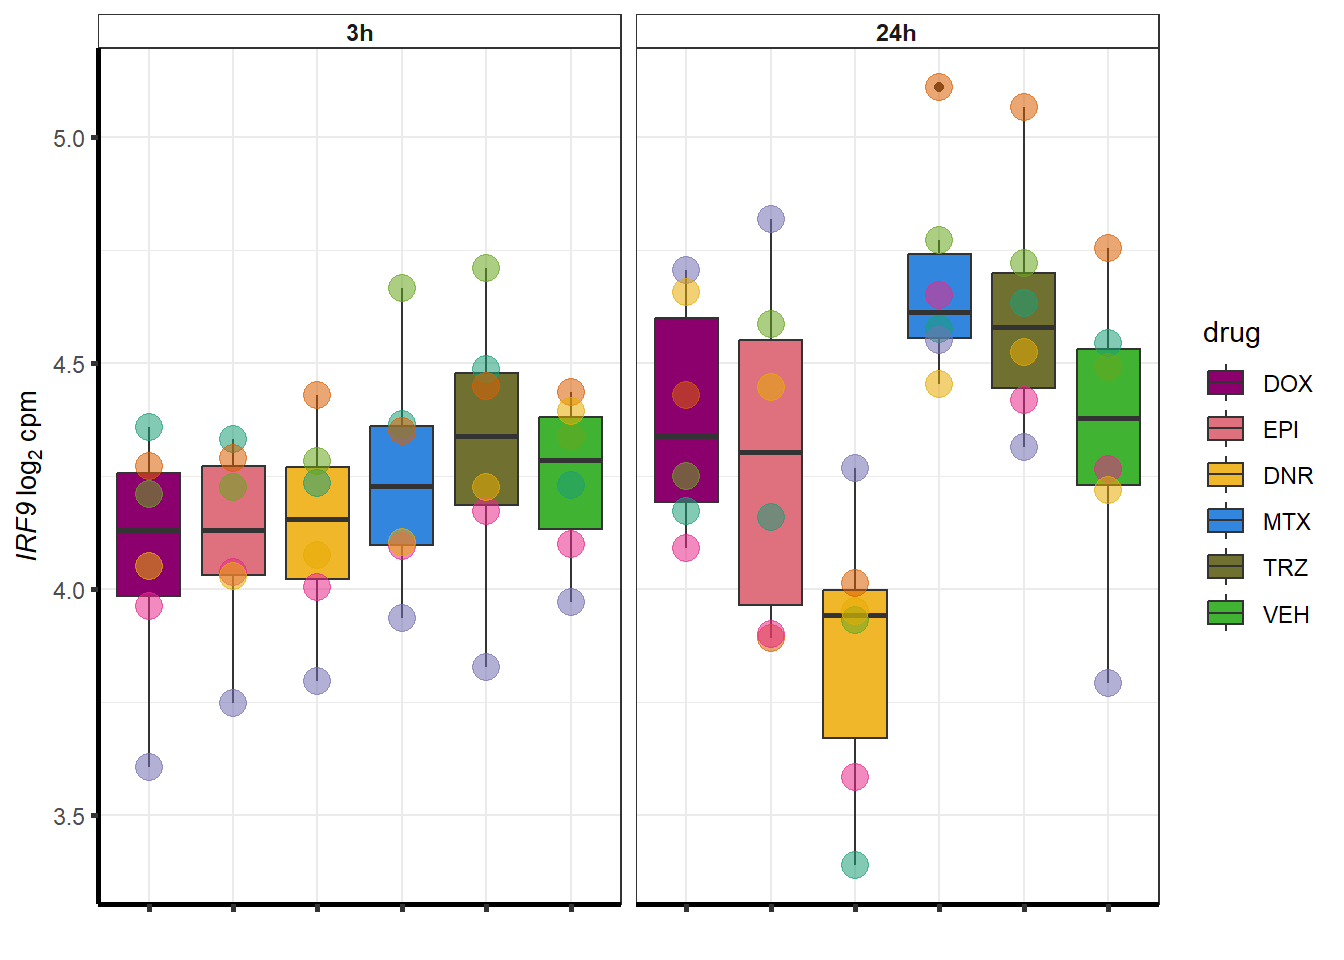 3h
24h
5.0
4.5
4.0
3.5
IRF9 log₂ cpm
drug
DOX
EPI
DNR
MTX
TRZ
VEH